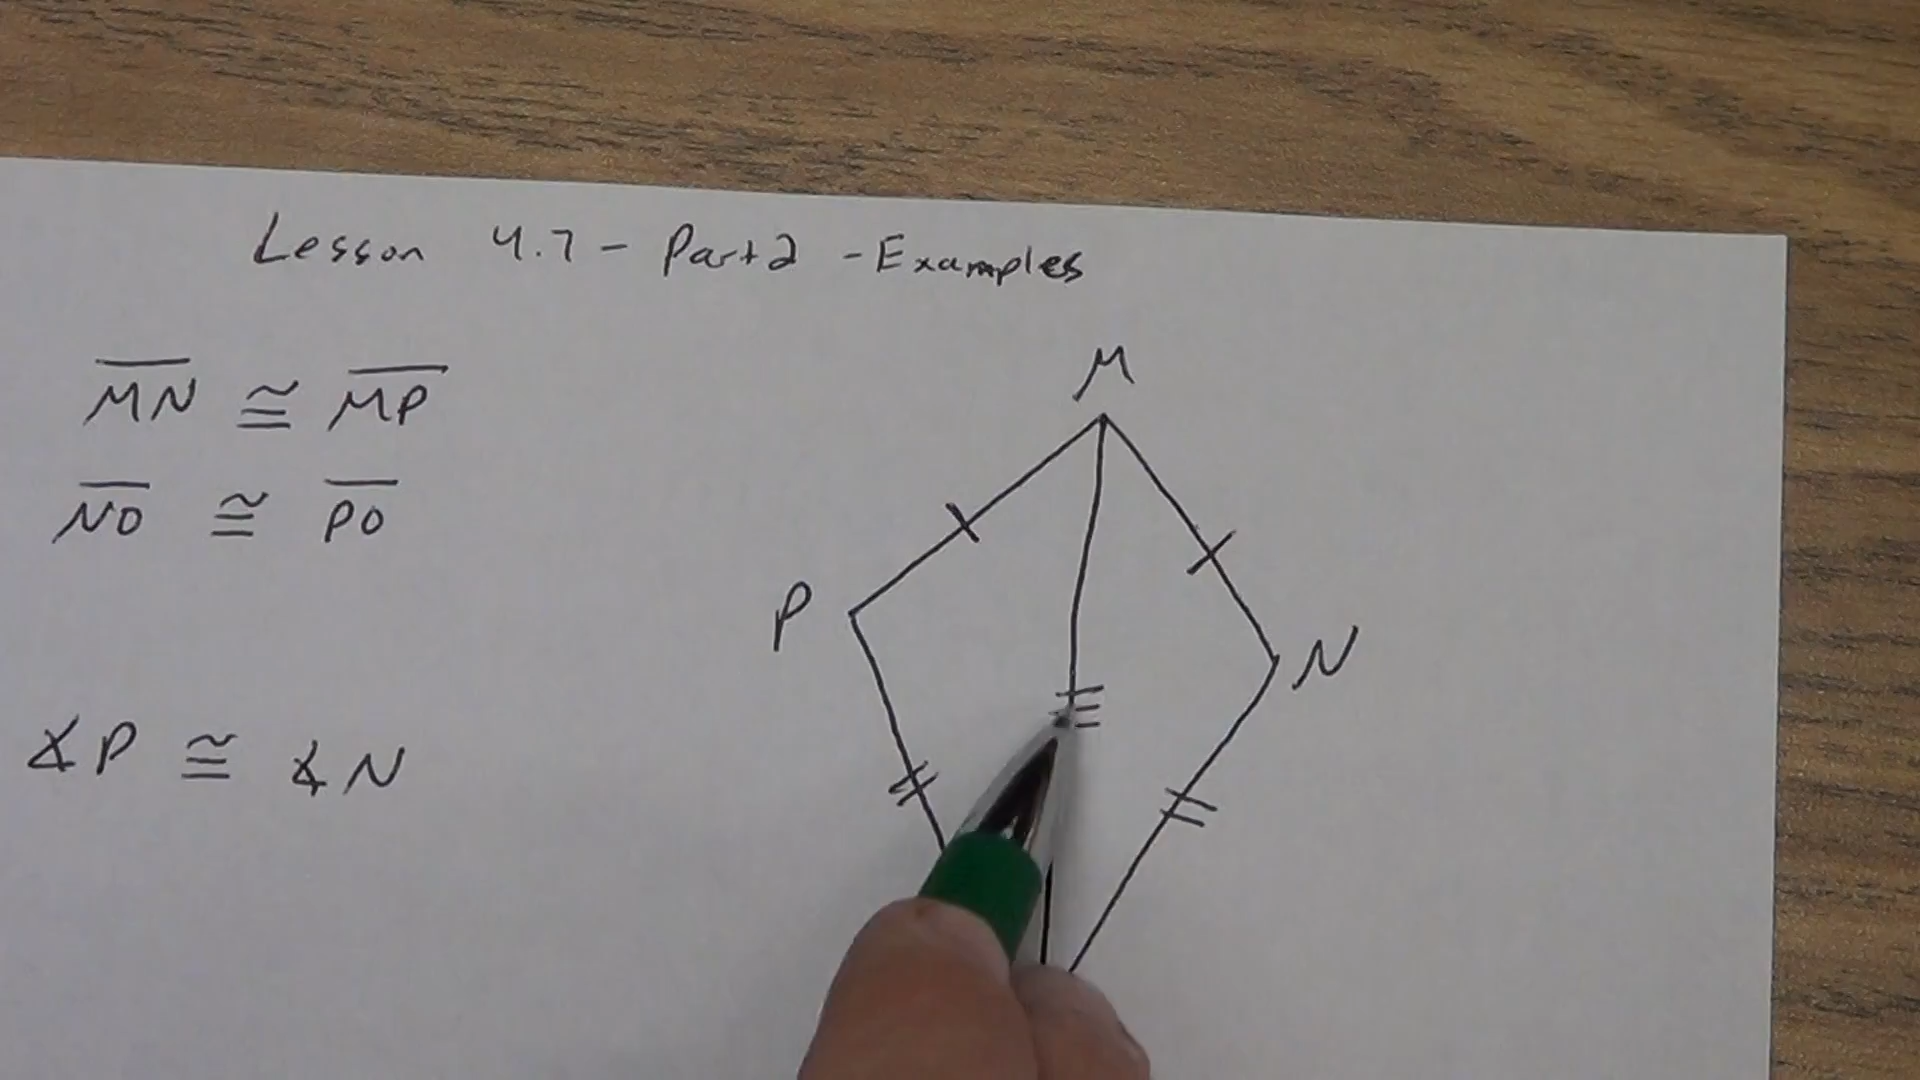 Lesson 4.7 - Part 2 - Examples
MN ≅ MP
NO ≅ PO
∡P ≅ ∡N
M
P
N